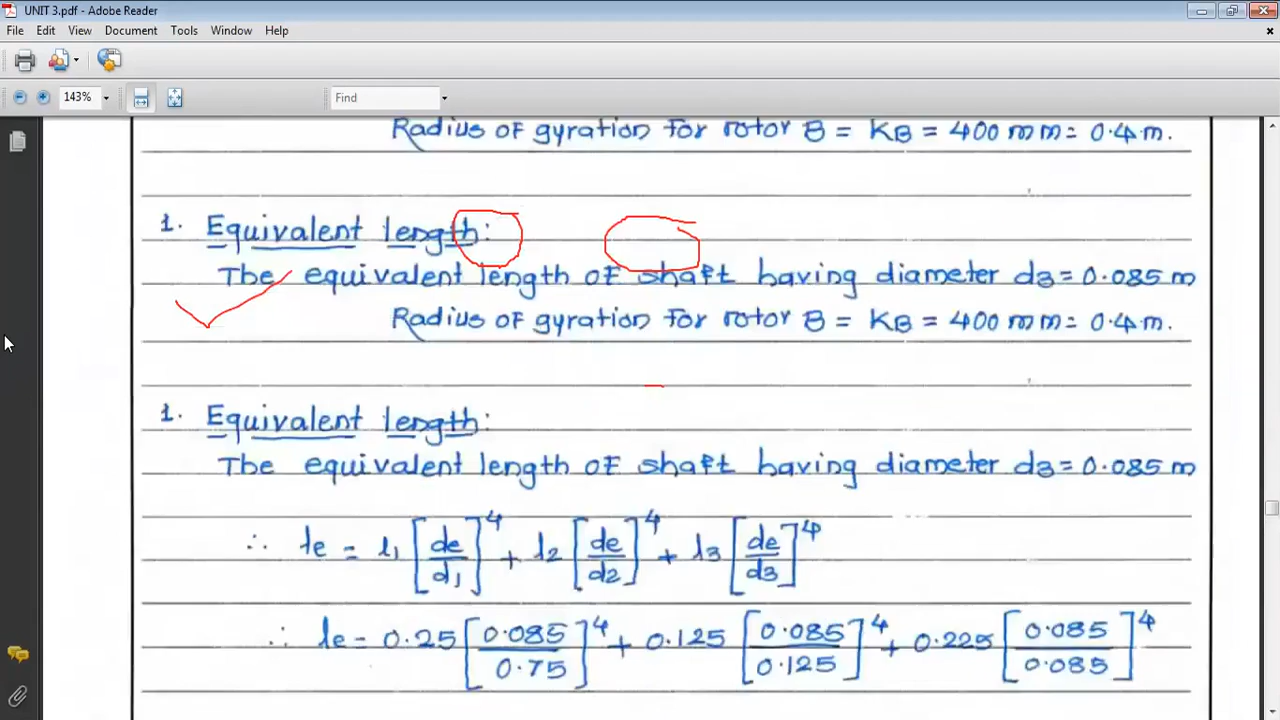 UNIT 3.pdf - Adobe Reader
File Edit View Document Tools Window Help
143% Find
Radius of gyration for rotor B = KB = 400 mm = 0.4 m.
1. Equivalent length:
The equivalent length of shaft having diameter d3 = 0.085 m
Radius of gyration for rotor B = KB = 400 mm = 0.4 m.
1. Equivalent length:
The equivalent length of shaft having diameter d3 = 0.085 m
∴ le = l1 [de/d1]^4 + l2 [de/d2]^4 + l3 [de/d3]^4
∴ le = 0.25 [0.085/0.75]^4 + 0.125 [0.085/0.125]^4 + 0.225 [0.085/0.085]^4